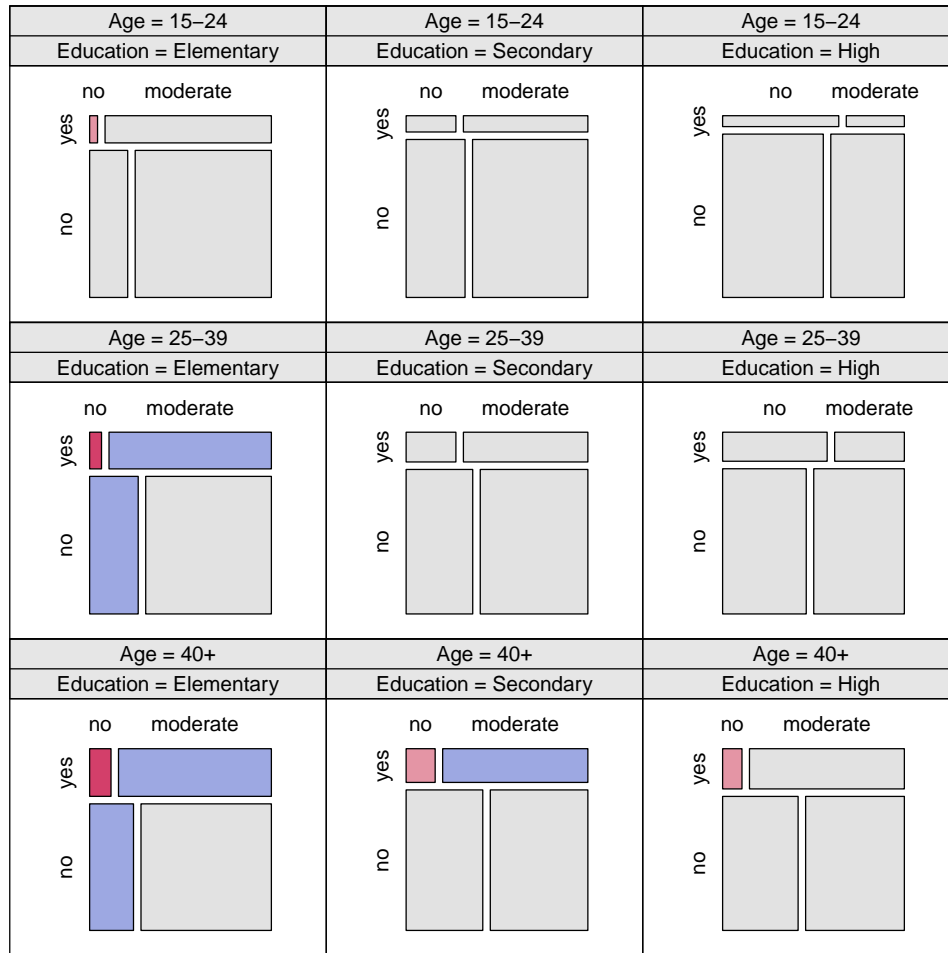 Age = 15–24 Age = 15–24 Age = 15–24
Education = Elementary Education = Secondary Education = High
no moderate no moderate no moderate
yes yes yes
no no no
Age = 25–39 Age = 25–39 Age = 25–39
Education = Elementary Education = Secondary Education = High
no moderate no moderate no moderate
yes yes yes
no no no
Age = 40+ Age = 40+ Age = 40+
Education = Elementary Education = Secondary Education = High
no moderate no moderate no moderate
yes yes yes
no no no